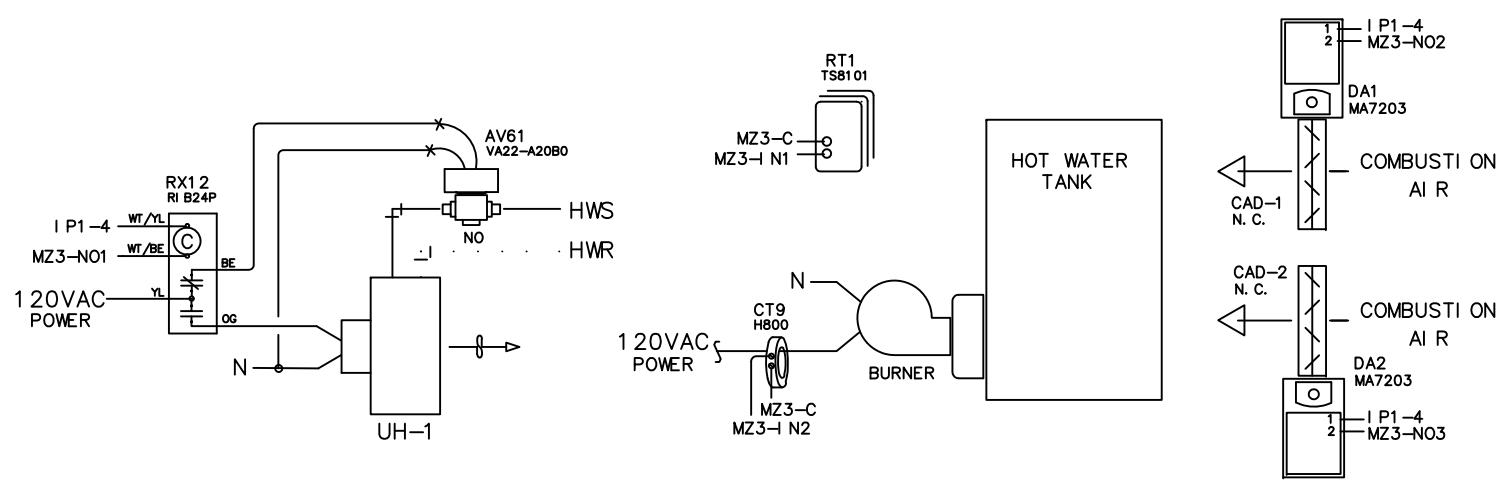 RX12
RIB24P
IP1-4
WT/YL
C
MZ3-NO1
WT/BE
BE
120VAC
POWER
YL
OG
N
AV61
VA22-A20B0
HWS
NO
HWR
UH-1
RT1
TS8101
MZ3-C
MZ3-IN1
N
CT9
H800
120VAC
POWER
MZ3-C
MZ3-IN2
BURNER
HOT WATER
TANK
1
IP1-4
2
MZ3-NO2
DA1
MA7203
COMBUSTION
AIR
CAD-1
N.C.
CAD-2
N.C.
COMBUSTION
AIR
DA2
MA7203
1
IP1-4
2
MZ3-NO3